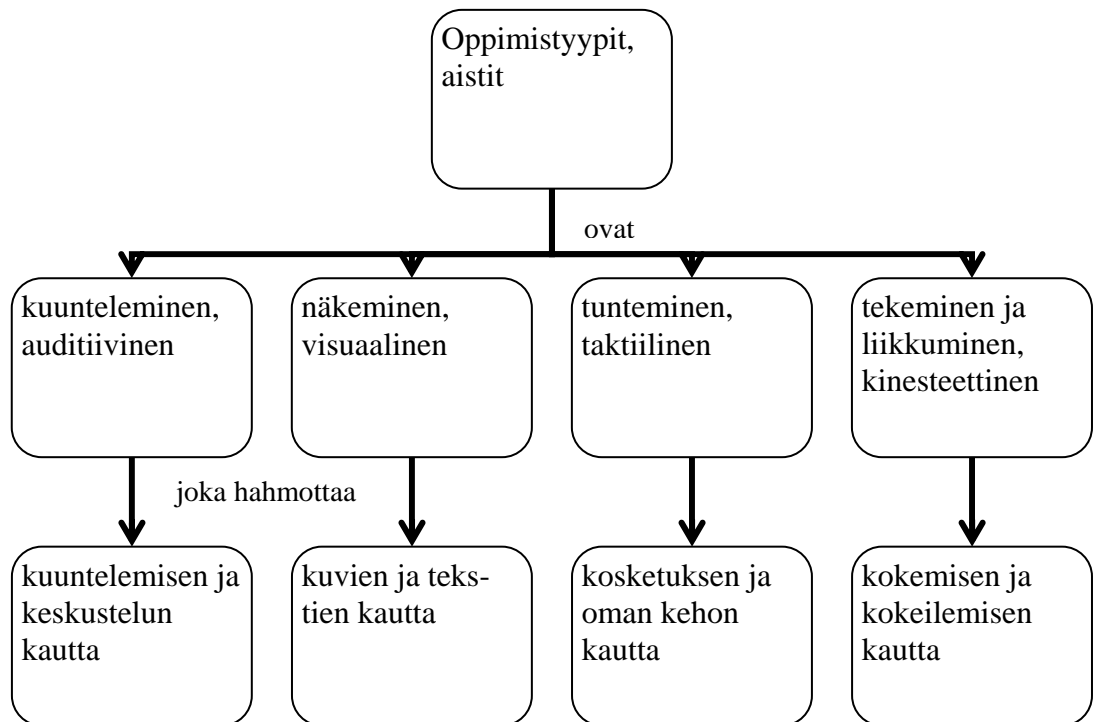 Oppimistyypit,
aistit
ovat
kuunteleminen,
auditiivinen
näkeminen,
visuaalinen
tunteminen,
taktiilinen
tekeminen ja
liikkuminen,
kinesteettinen
joka hahmottaa
kuuntelemisen ja
keskustelun
kautta
kuvien ja teks-
tien kautta
kosketuksen ja
oman kehon
kautta
kokemisen ja
kokeilemisen
kautta